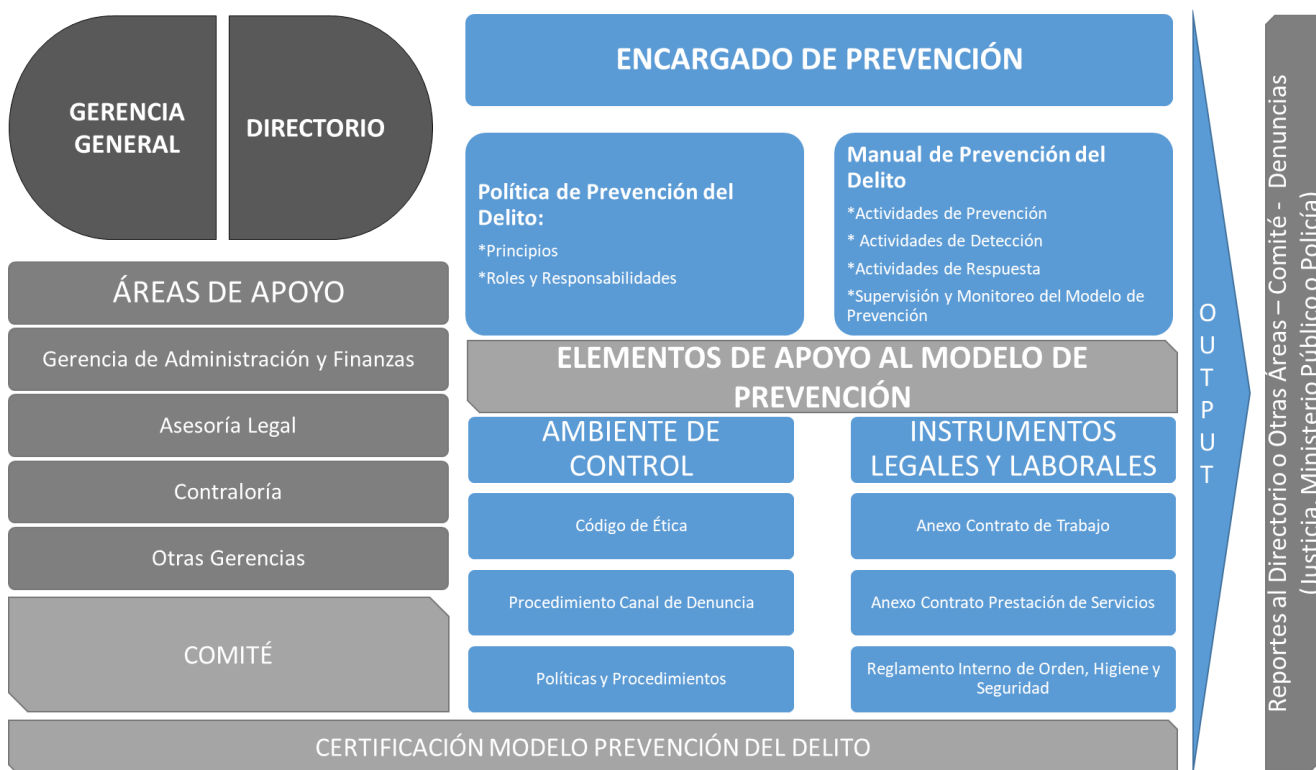 GERENCIA
GENERAL
DIRECTORIO
ÁREAS DE APOYO
Gerencia de Administración y Finanzas
Asesoría Legal
Contraloría
Otras Gerencias
COMITÉ
ENCARGADO DE PREVENCIÓN
Política de Prevención del
Delito:
*Principios
*Roles y Responsabilidades
Manual de Prevención del
Delito
*Actividades de Prevención
* Actividades de Detección
*Actividades de Respuesta
*Supervisión y Monitoreo del Modelo de
Prevención
ELEMENTOS DE APOYO AL MODELO DE
PREVENCIÓN
AMBIENTE DE
CONTROL
Código de Ética
Procedimiento Canal de Denuncia
Políticas y Procedimientos
INSTRUMENTOS
LEGALES Y LABORALES
Anexo Contrato de Trabajo
Anexo Contrato Prestación de Servicios
Reglamento Interno de Orden, Higiene y
Seguridad
CERTIFICACIÓN MODELO PREVENCIÓN DEL DELITO
OUTPUT
Reportes al Directorio o Otras Áreas – Comité - Denuncias
(Justicia, Ministerio Público o Policía)